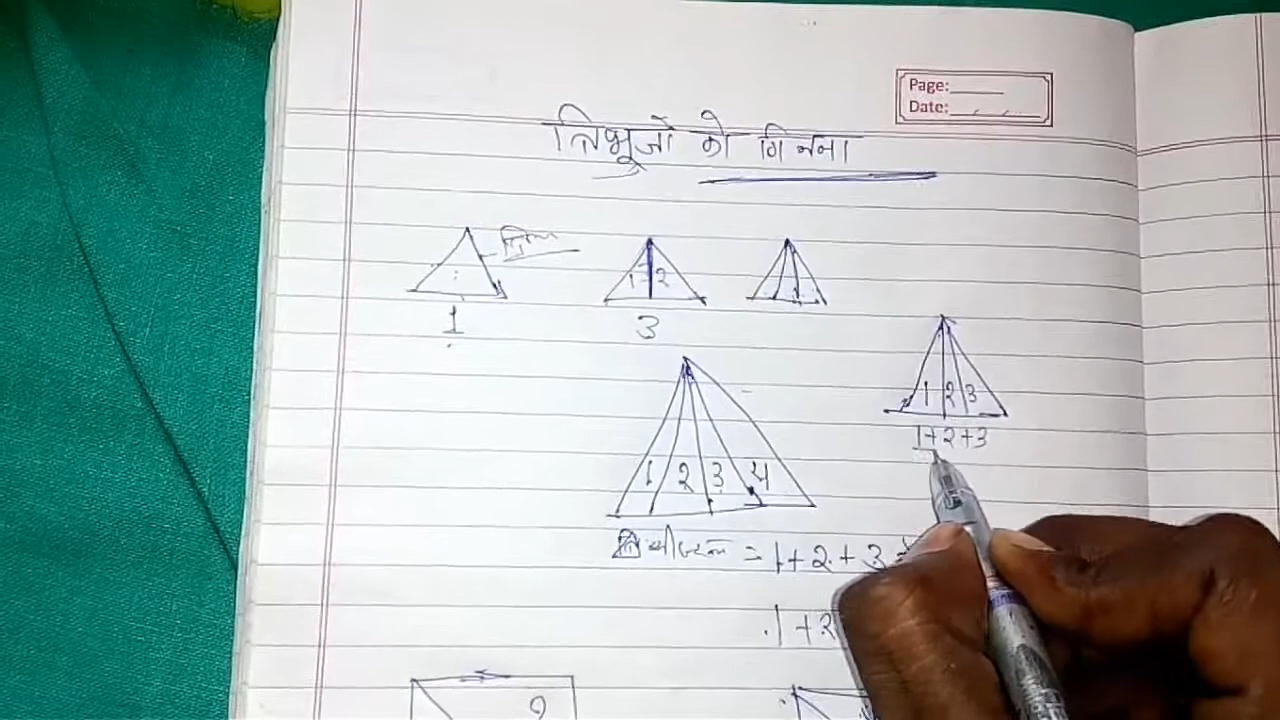 Page:
Date:
त्रिभुजों को गिनना
1 2
1
3
1 2 3
1+2+3
1 2 3 4
= 1+2+3
1+2